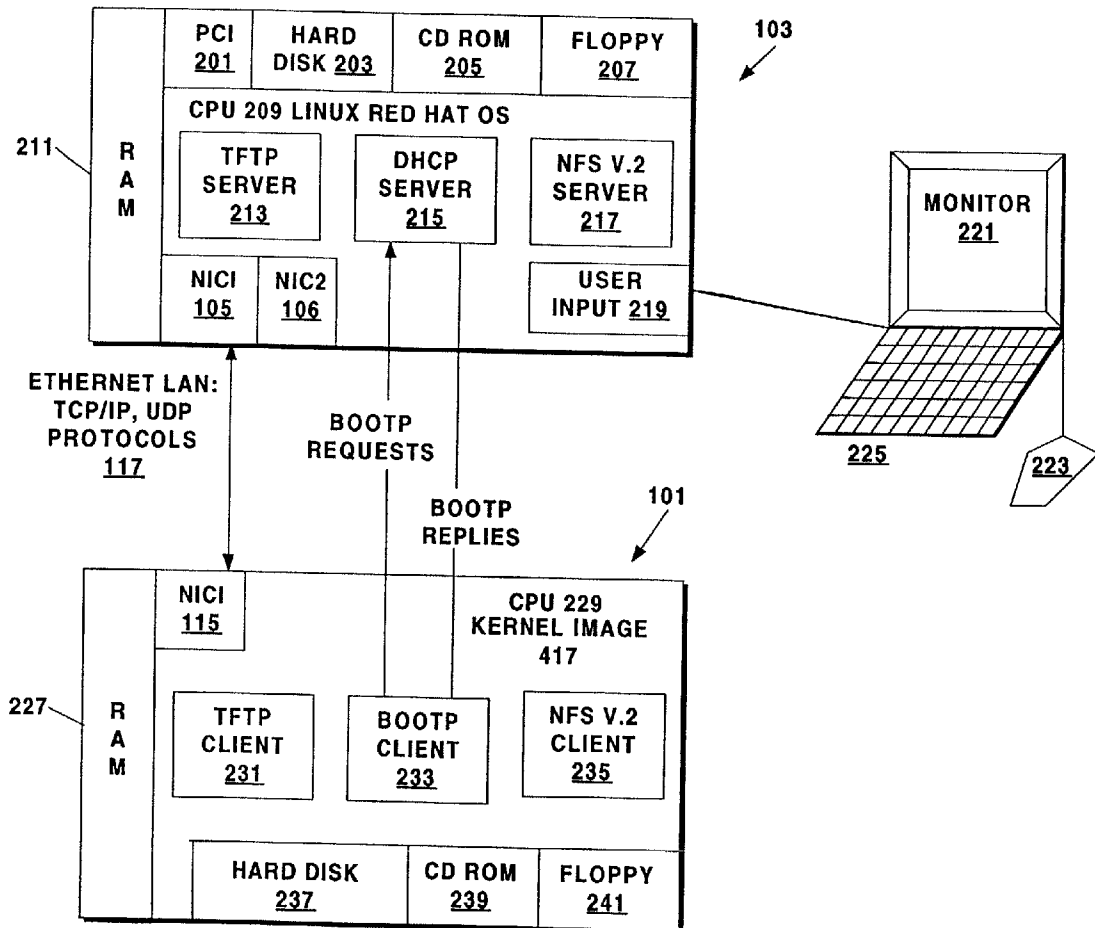 PCI
201
HARD
DISK 203
CD ROM
205
FLOPPY
207
103
CPU 209 LINUX RED HAT OS
211
R
A
M
TFTP
SERVER
213
DHCP
SERVER
215
NFS V.2
SERVER
217
MONITOR
221
NICI
105
NIC2
106
USER
INPUT 219
ETHERNET LAN:
TCP/IP, UDP
PROTOCOLS
117
BOOTP
REQUESTS
225
223
BOOTP
REPLIES
101
NICI
115
CPU 229
KERNEL IMAGE
417
227
R
A
M
TFTP
CLIENT
231
BOOTP
CLIENT
233
NFS V.2
CLIENT
235
HARD DISK
237
CD ROM
239
FLOPPY
241